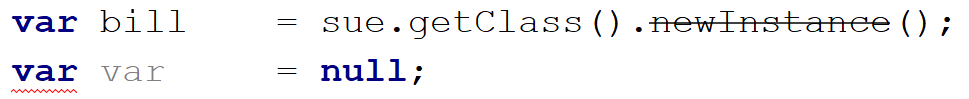 var bill = sue.getClass().newInstance();
var var = null;